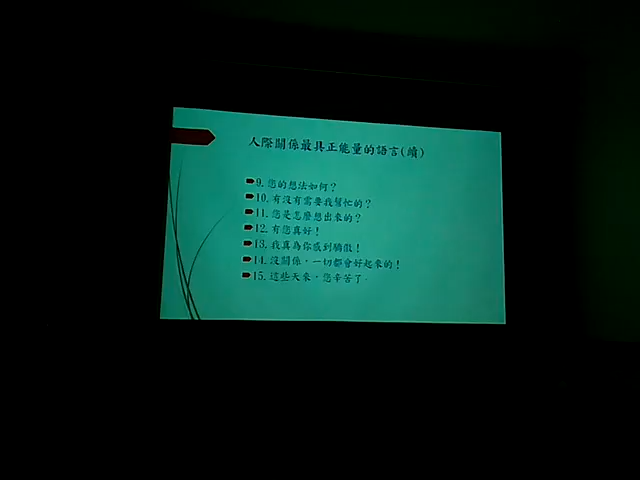 人際關係最具正能量的語言(續)
9. 您的想法如何？
10. 有沒有需要我幫忙的？
11. 您是怎麼想出來的？
12. 有您真好！
13. 我真為你感到驕傲！
14. 沒關係，一切都會好起來的！
15. 這些天來，您辛苦了。